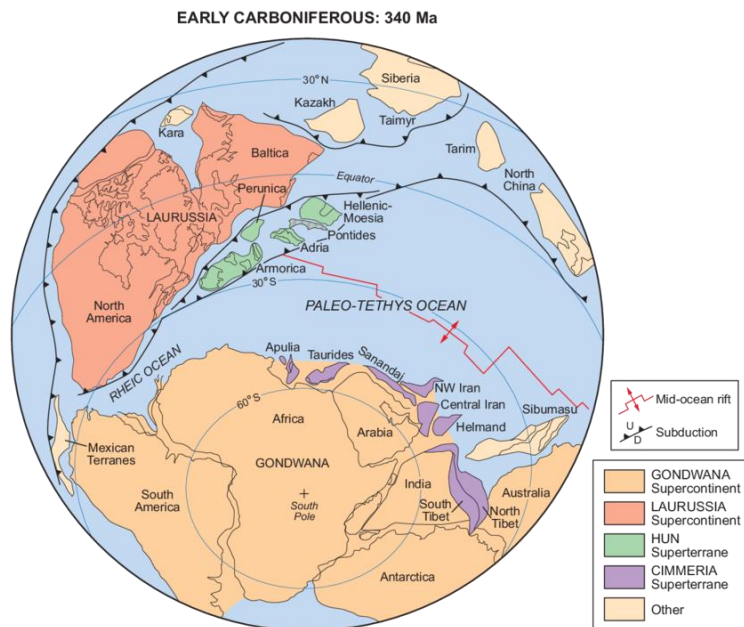 EARLY CARBONIFEROUS: 340 Ma
30°N
Siberia
Kazakh
Taimyr
Kara
Baltica
Tarim
North
China
Equator
Perunica
Hellenic-
Moesia
LAURUSSIA
Pontides
Adria
Armorica
30°S
North
America
PALEO-TETHYS OCEAN
RHEIC OCEAN
Apulia
Taurides
Sanandaj
NW Iran
Central Iran
Sibumasu
Helmand
60°S
Africa
Arabia
Mexican
Terranes
GONDWANA
South
America
South
Pole
India
South
Tibet
North
Tibet
Australia
Antarctica
Mid-ocean rift
U
D
Subduction
GONDWANA
Supercontinent
LAURUSSIA
Supercontinent
HUN
Superterrane
CIMMERIA
Superterrane
Other